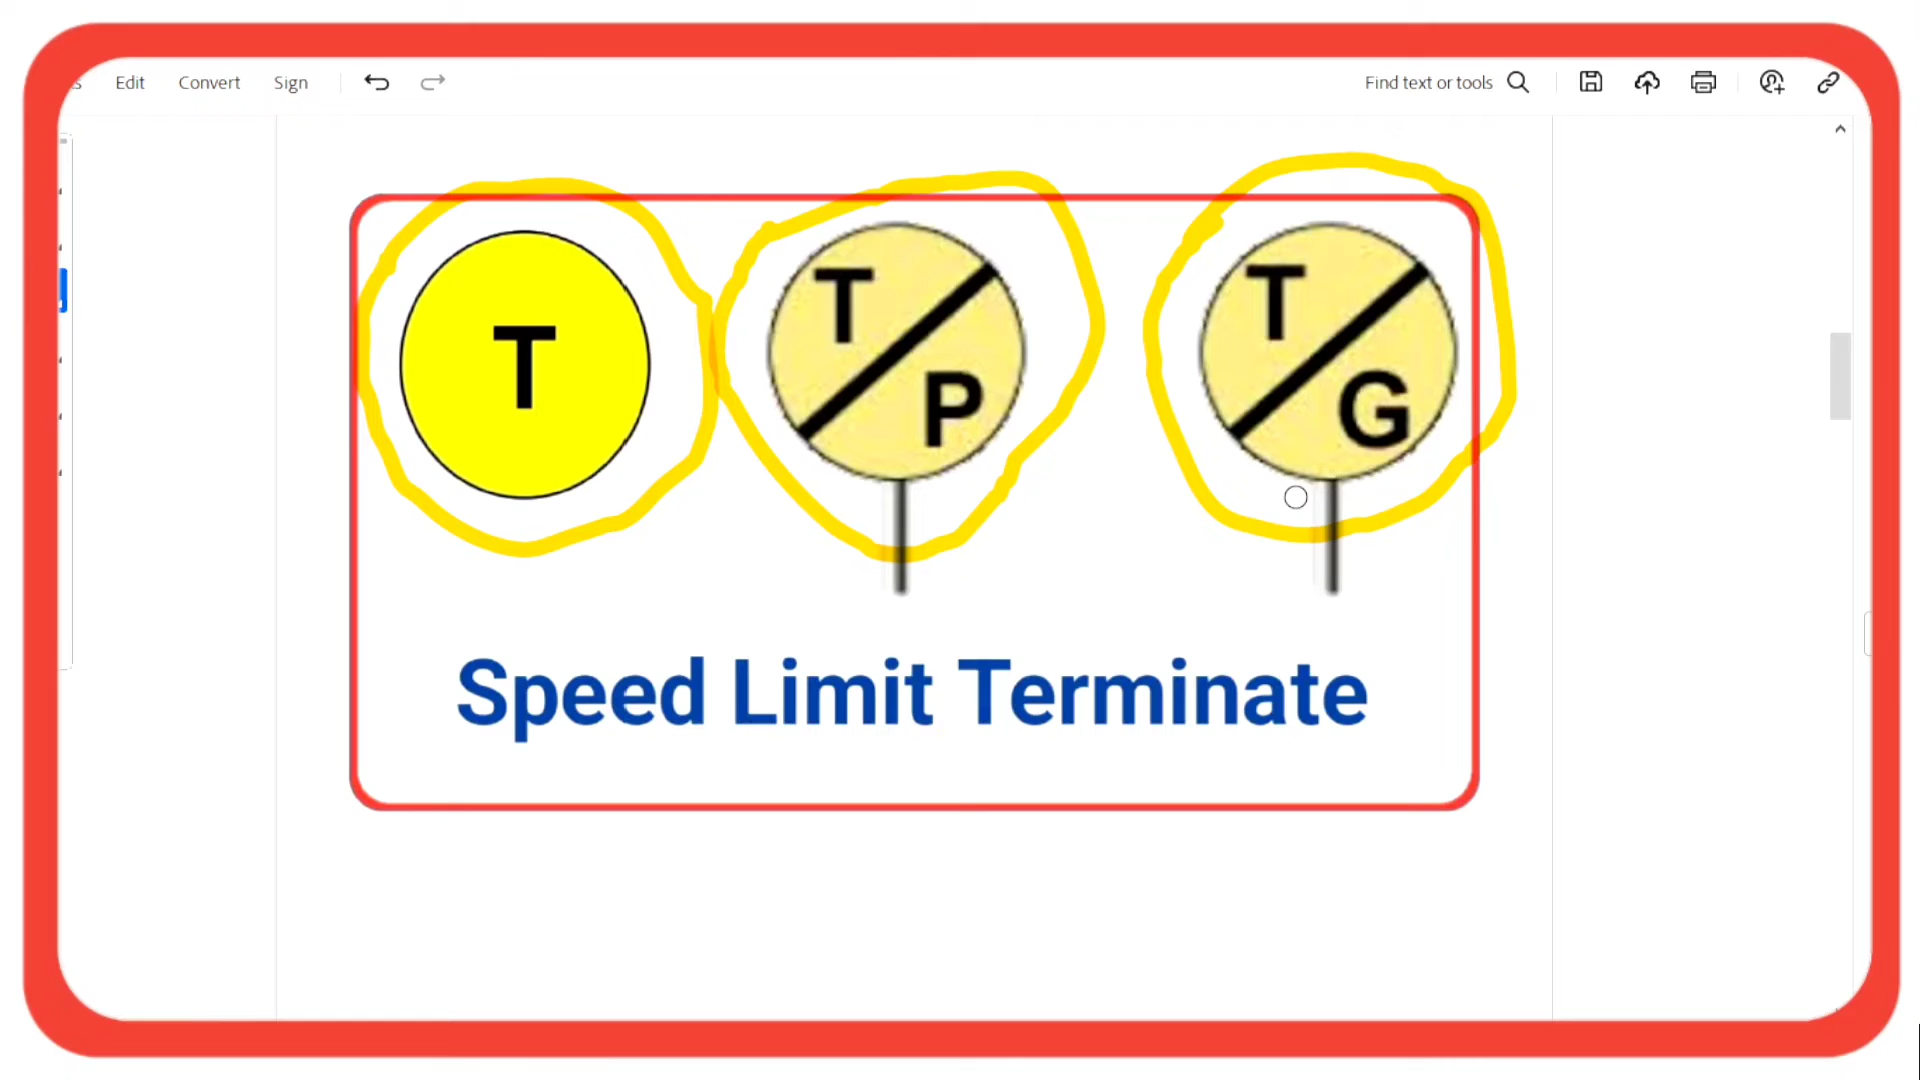 Edit Convert Sign Find text or tools
T
T P
T G
Speed Limit Terminate